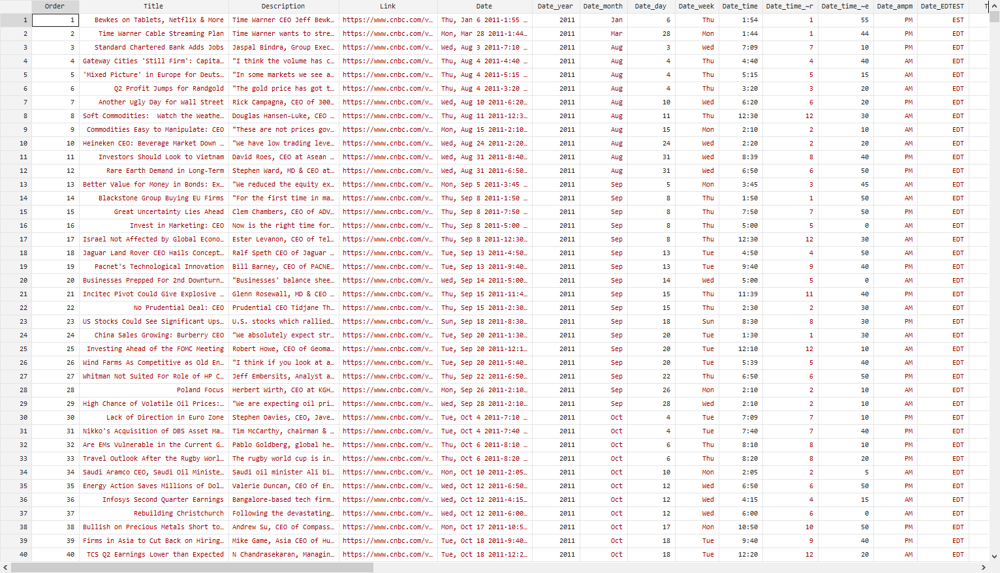 Order Title Description Link Date Date_year Date_month Date_day Date_week Date_time Date_time_~r Date_time_~e Date_ampm Date_EDTEST T
1 1 Bewkes on Tablets, Netflix & More Time Warner CEO Jeff Bewk… https://www.cnbc.com/v… Thu, Jan 6 2011·1:55 … 2011 Jan 6 Thu 1:54 1 55 PM EST
2 2 Time Warner Cable Streaming Plan Time Warner wants to stre… https://www.cnbc.com/v… Mon, Mar 28 2011·1:44… 2011 Mar 28 Mon 1:44 1 44 PM EDT
3 3 Standard Chartered Bank Adds Jobs Jaspal Bindra, Group Exec… https://www.cnbc.com/v… Wed, Aug 3 2011·7:10 … 2011 Aug 3 Wed 7:09 7 10 PM EDT
4 4 Gateway Cities 'Still Firm': Capita… "I think the volume has c… https://www.cnbc.com/v… Thu, Aug 4 2011·4:40 … 2011 Aug 4 Thu 4:40 4 40 AM EDT
5 5 'Mixed Picture' in Europe for Deuts… "In some markets we see a… https://www.cnbc.com/v… Thu, Aug 4 2011·5:15 … 2011 Aug 4 Thu 5:15 5 15 AM EDT
6 6 Q2 Profit Jumps for Randgold "The gold price has got t… https://www.cnbc.com/v… Thu, Aug 4 2011·3:20 … 2011 Aug 4 Thu 3:20 3 20 AM EDT
7 7 Another Ugly Day for Wall Street Rick Campagna, CEO of 300… https://www.cnbc.com/v… Wed, Aug 10 2011·6:20… 2011 Aug 10 Wed 6:20 6 20 PM EDT
8 8 Soft Commodities:  Watch the Weathe… Douglas Hansen-Luke, CEO … https://www.cnbc.com/v… Thu, Aug 11 2011·12:3… 2011 Aug 11 Thu 12:30 12 30 AM EDT
9 9 Commodities Easy to Manipulate: CEO "These are not prices gov… https://www.cnbc.com/v… Mon, Aug 15 2011·2:10… 2011 Aug 15 Mon 2:10 2 10 AM EDT
10 10 Heineken CEO: Beverage Market Down … "We have low trading leve… https://www.cnbc.com/v… Wed, Aug 24 2011·2:20… 2011 Aug 24 Wed 2:20 2 20 AM EDT
11 11 Investors Should Look to Vietnam David Roes, CEO at Asean … https://www.cnbc.com/v… Wed, Aug 31 2011·8:40… 2011 Aug 31 Wed 8:39 8 40 PM EDT
12 12 Rare Earth Demand in Long-Term Stephen Ward, MD & CEO at… https://www.cnbc.com/v… Wed, Aug 31 2011·6:50… 2011 Aug 31 Wed 6:50 6 50 PM EDT
13 13 Better Value for Money in Bonds: Ex… "We reduced the equity ex… https://www.cnbc.com/v… Mon, Sep 5 2011·3:45 … 2011 Sep 5 Mon 3:45 3 45 AM EDT
14 14 Blackstone Group Buying EU Firms "For the first time in ma… https://www.cnbc.com/v… Thu, Sep 8 2011·1:50 … 2011 Sep 8 Thu 1:50 1 50 AM EDT
15 15 Great Uncertainty Lies Ahead Clem Chambers, CEO of ADV… https://www.cnbc.com/v… Thu, Sep 8 2011·7:50 … 2011 Sep 8 Thu 7:50 7 50 PM EDT
16 16 Invest in Marketing: CEO Now is the right time for… https://www.cnbc.com/v… Thu, Sep 8 2011·5:00 … 2011 Sep 8 Thu 5:00 5 0 AM EDT
17 17 Israel Not Affected by Global Econo… Ester Levanon, CEO of Tel… https://www.cnbc.com/v… Thu, Sep 8 2011·12:30… 2011 Sep 8 Thu 12:30 12 30 AM EDT
18 18 Jaguar Land Rover CEO Hails Concept… Ralf Speth CEO of Jaguar … https://www.cnbc.com/v… Tue, Sep 13 2011·4:50… 2011 Sep 13 Tue 4:50 4 50 AM EDT
19 19 Pacnet's Technological Innovation Bill Barney, CEO of PACNE… https://www.cnbc.com/v… Tue, Sep 13 2011·9:40… 2011 Sep 13 Tue 9:40 9 40 PM EDT
20 20 Businesses Prepped For 2nd Downturn… "Businesses' balance shee… https://www.cnbc.com/v… Wed, Sep 14 2011·5:00… 2011 Sep 14 Wed 5:00 5 0 AM EDT
21 21 Incitec Pivot Could Give Explosive … Glenn Rosewall, MD & CEO … https://www.cnbc.com/v… Thu, Sep 15 2011·11:4… 2011 Sep 15 Thu 11:39 11 40 PM EDT
22 22 No Prudential Deal: CEO Prudential CEO Tidjane Th… https://www.cnbc.com/v… Thu, Sep 15 2011·2:30… 2011 Sep 15 Thu 2:30 2 30 AM EDT
23 23 US Stocks Could See Significant Ups… U.S. stocks which rallied… https://www.cnbc.com/v… Sun, Sep 18 2011·8:30… 2011 Sep 18 Sun 8:30 8 30 PM EDT
24 24 China Sales Growing: Burberry CEO "We absolutely expect str… https://www.cnbc.com/v… Tue, Sep 20 2011·1:30… 2011 Sep 20 Tue 1:30 1 30 AM EDT
25 25 Investing Ahead of the FOMC Meeting Robert Howe, CEO of Geoma… https://www.cnbc.com/v… Tue, Sep 20 2011·12:1… 2011 Sep 20 Tue 12:10 12 10 AM EDT
26 26 Wind Farms As Competitive as Old En… "I think if you look at a… https://www.cnbc.com/v… Tue, Sep 20 2011·5:40… 2011 Sep 20 Tue 5:39 5 40 AM EDT
27 27 Whitman Not Suited For Role of HP C… Jeff Embersits, Analyst a… https://www.cnbc.com/v… Thu, Sep 22 2011·6:50… 2011 Sep 22 Thu 6:50 6 50 PM EDT
28 28 Poland Focus Herbert Wirth, CEO at KGH… https://www.cnbc.com/v… Mon, Sep 26 2011·2:10… 2011 Sep 26 Mon 2:10 2 10 AM EDT
29 29 High Chance of Volatile Oil Prices:… "We are expecting oil pri… https://www.cnbc.com/v… Wed, Sep 28 2011·2:10… 2011 Sep 28 Wed 2:10 2 10 AM EDT
30 30 Lack of Direction in Euro Zone Stephen Davies, CEO, Jave… https://www.cnbc.com/v… Tue, Oct 4 2011·7:10 … 2011 Oct 4 Tue 7:09 7 10 PM EDT
31 31 Nikko's Acquisition of DBS Asset Ma… Tim McCarthy, chairman & … https://www.cnbc.com/v… Tue, Oct 4 2011·7:40 … 2011 Oct 4 Tue 7:40 7 40 PM EDT
32 32 Are EMs Vulnerable in the Current G… Pablo Goldberg, global he… https://www.cnbc.com/v… Thu, Oct 6 2011·8:10 … 2011 Oct 6 Thu 8:10 8 10 PM EDT
33 33 Travel Outlook After the Rugby Worl… The rugby world cup is in… https://www.cnbc.com/v… Thu, Oct 6 2011·8:20 … 2011 Oct 6 Thu 8:20 8 20 PM EDT
34 34 Saudi Aramco CEO, Saudi Oil Ministe… Saudi oil minister Ali bi… https://www.cnbc.com/v… Mon, Oct 10 2011·2:05… 2011 Oct 10 Mon 2:05 2 5 AM EDT
35 35 Energy Action Saves Millions of Dol… Valerie Duncan, CEO of En… https://www.cnbc.com/v… Wed, Oct 12 2011·6:50… 2011 Oct 12 Wed 6:50 6 50 PM EDT
36 36 Infosys Second Quarter Earnings Bangalore-based tech firm… https://www.cnbc.com/v… Wed, Oct 12 2011·4:15… 2011 Oct 12 Wed 4:15 4 15 AM EDT
37 37 Rebuilding Christchurch Following the devastating… https://www.cnbc.com/v… Wed, Oct 12 2011·6:00… 2011 Oct 12 Wed 6:00 6 0 AM EDT
38 38 Bullish on Precious Metals Short to… Andrew Su, CEO of Compass… https://www.cnbc.com/v… Mon, Oct 17 2011·10:5… 2011 Oct 17 Mon 10:50 10 50 PM EDT
39 39 Firms in Asia to Cut Back on Hiring… Mike Game, Asia CEO of Hu… https://www.cnbc.com/v… Tue, Oct 18 2011·9:40… 2011 Oct 18 Tue 9:40 9 40 PM EDT
40 40 TCS Q2 Earnings Lower than Expected N Chandrasekaran, Managin… https://www.cnbc.com/v… Tue, Oct 18 2011·12:2… 2011 Oct 18 Tue 12:20 12 20 AM EDT